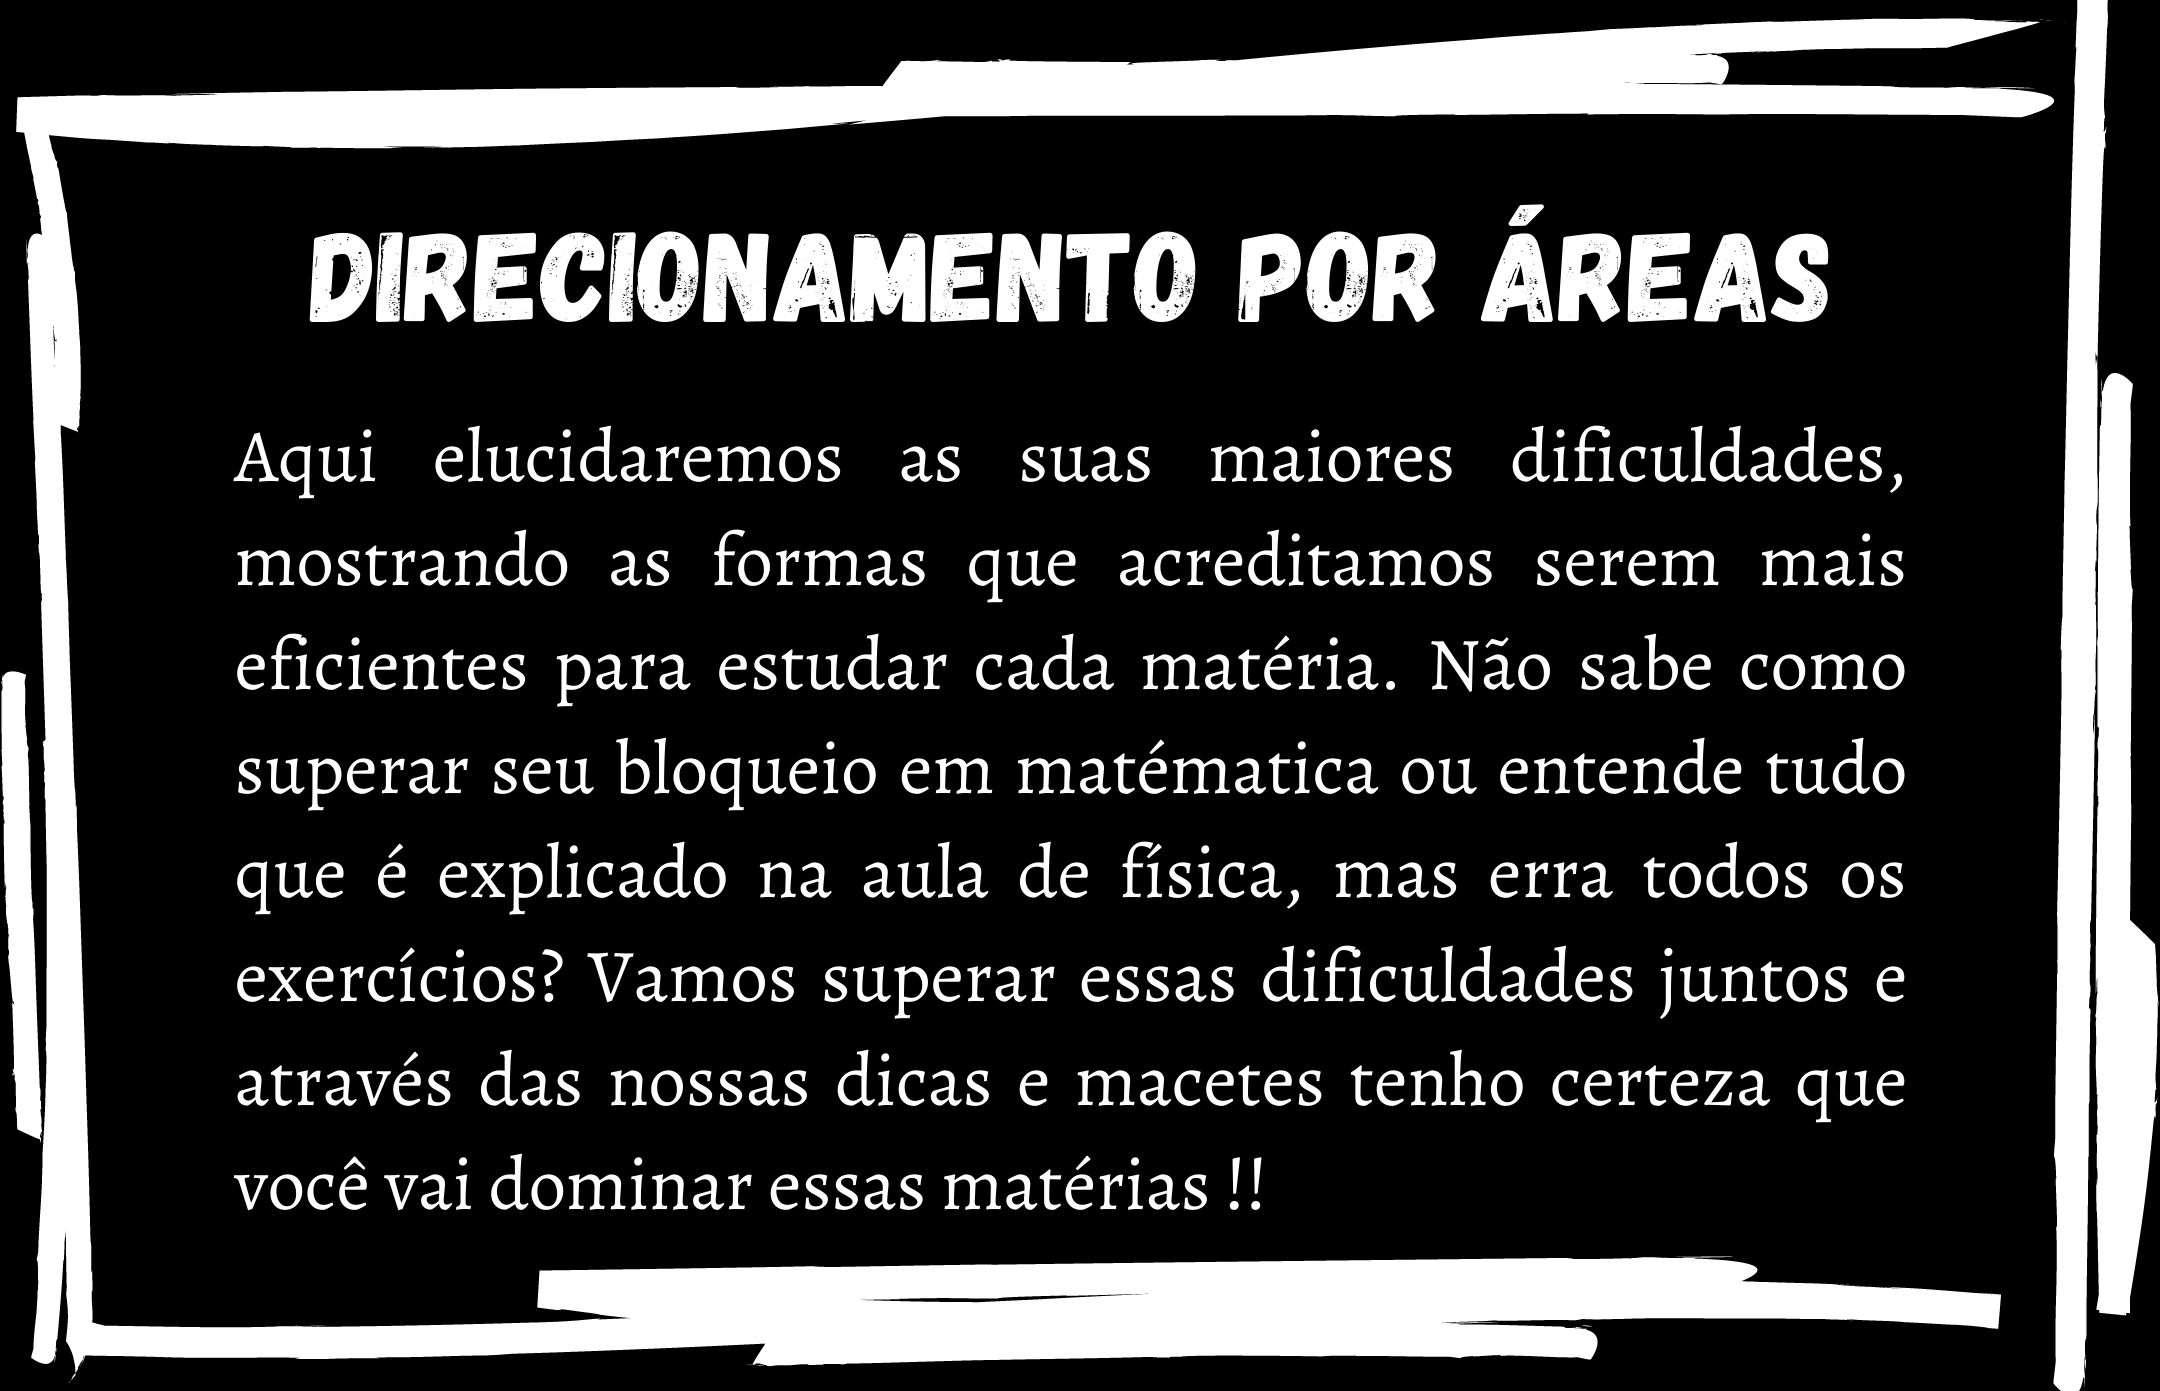 DIRECIONAMENTO POR ÁREAS
Aqui elucidaremos as suas maiores dificuldades,
mostrando as formas que acreditamos serem mais
eficientes para estudar cada matéria. Não sabe como
superar seu bloqueio em matématica ou entende tudo
que é explicado na aula de física, mas erra todos os
exercícios? Vamos superar essas dificuldades juntos e
através das nossas dicas e macetes tenho certeza que
você vai dominar essas matérias !!